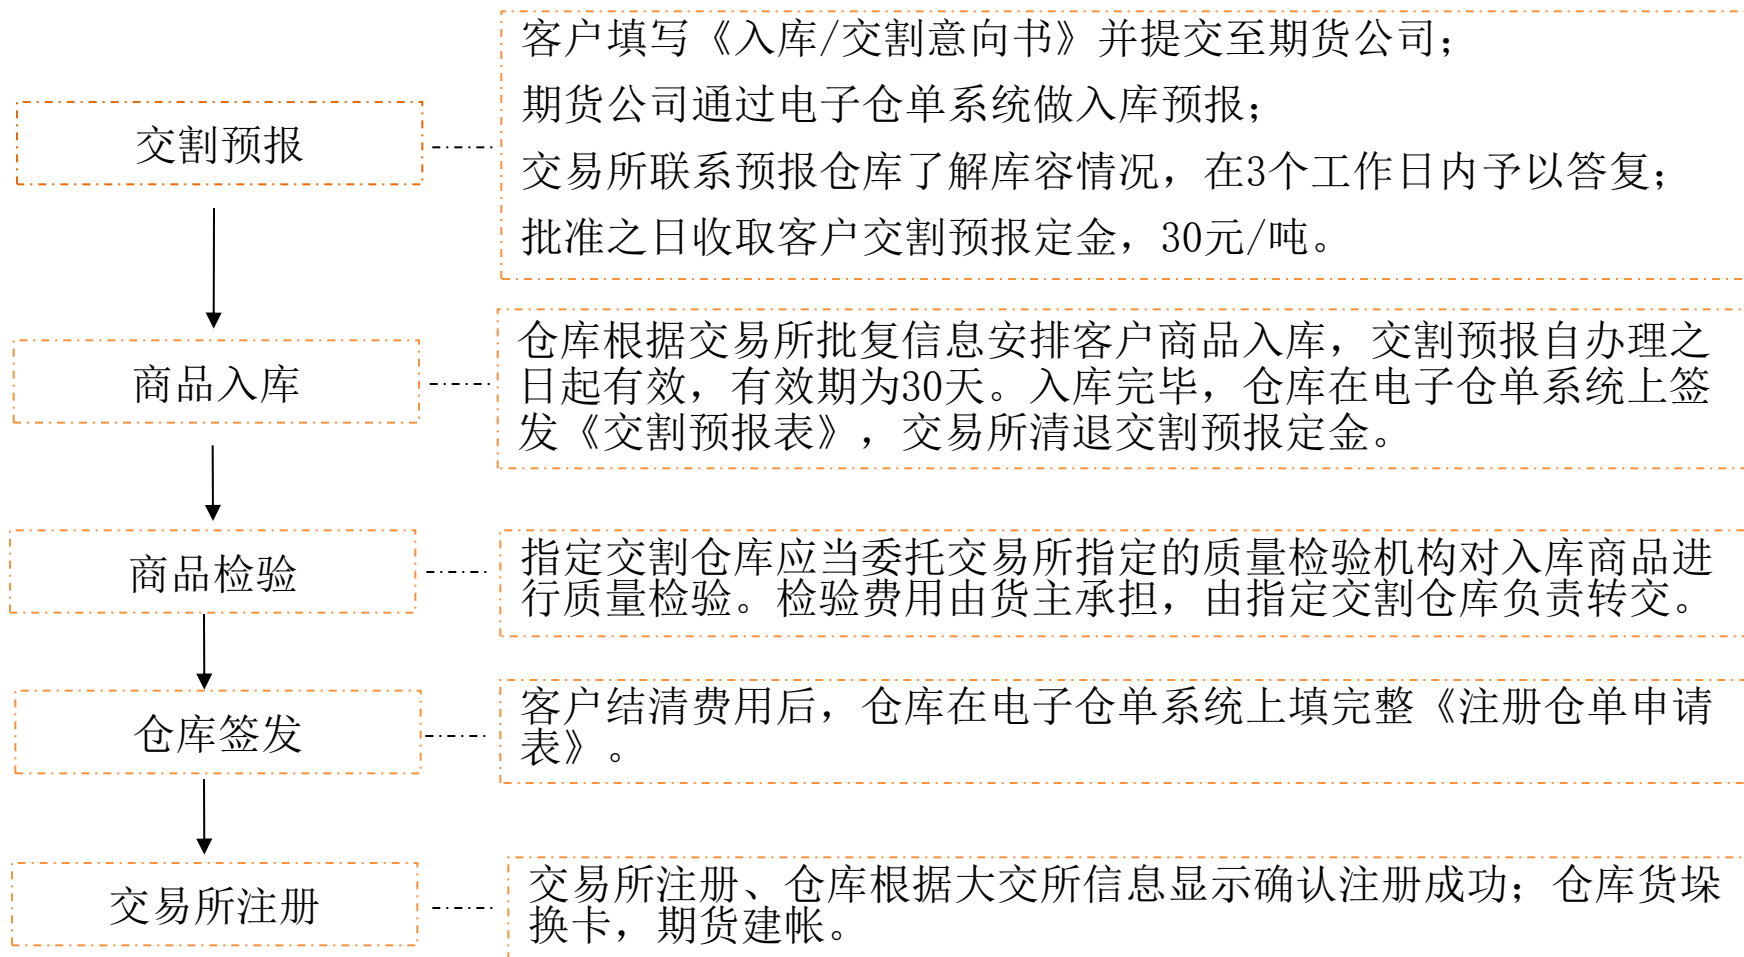 交割预报
客户填写《入库/交割意向书》并提交至期货公司；
期货公司通过电子仓单系统做入库预报；
交易所联系预报仓库了解库容情况，在3个工作日内予以答复；
批准之日收取客户交割预报定金，30元/吨。
商品入库
仓库根据交易所批复信息安排客户商品入库，交割预报自办理之
日起有效，有效期为30天。入库完毕，仓库在电子仓单系统上签
发《交割预报表》，交易所清退交割预报定金。
商品检验
指定交割仓库应当委托交易所指定的质量检验机构对入库商品进
行质量检验。检验费用由货主承担，由指定交割仓库负责转交。
仓库签发
客户结清费用后，仓库在电子仓单系统上填完整《注册仓单申请
表》。
交易所注册
交易所注册、仓库根据大交所信息显示确认注册成功；仓库货垛
换卡，期货建帐。